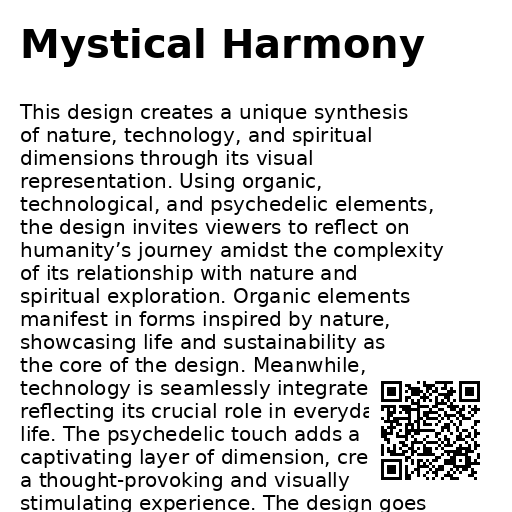 Mystical Harmony
This design creates a unique synthesis
of nature, technology, and spiritual
dimensions through its visual
representation. Using organic,
technological, and psychedelic elements,
the design invites viewers to reflect on
humanity’s journey amidst the complexity
of its relationship with nature and
spiritual exploration. Organic elements
manifest in forms inspired by nature,
showcasing life and sustainability as
the core of the design. Meanwhile,
technology is seamlessly integrate
reflecting its crucial role in everyda
life. The psychedelic touch adds a
captivating layer of dimension, cre
a thought-provoking and visually
stimulating experience. The design goes